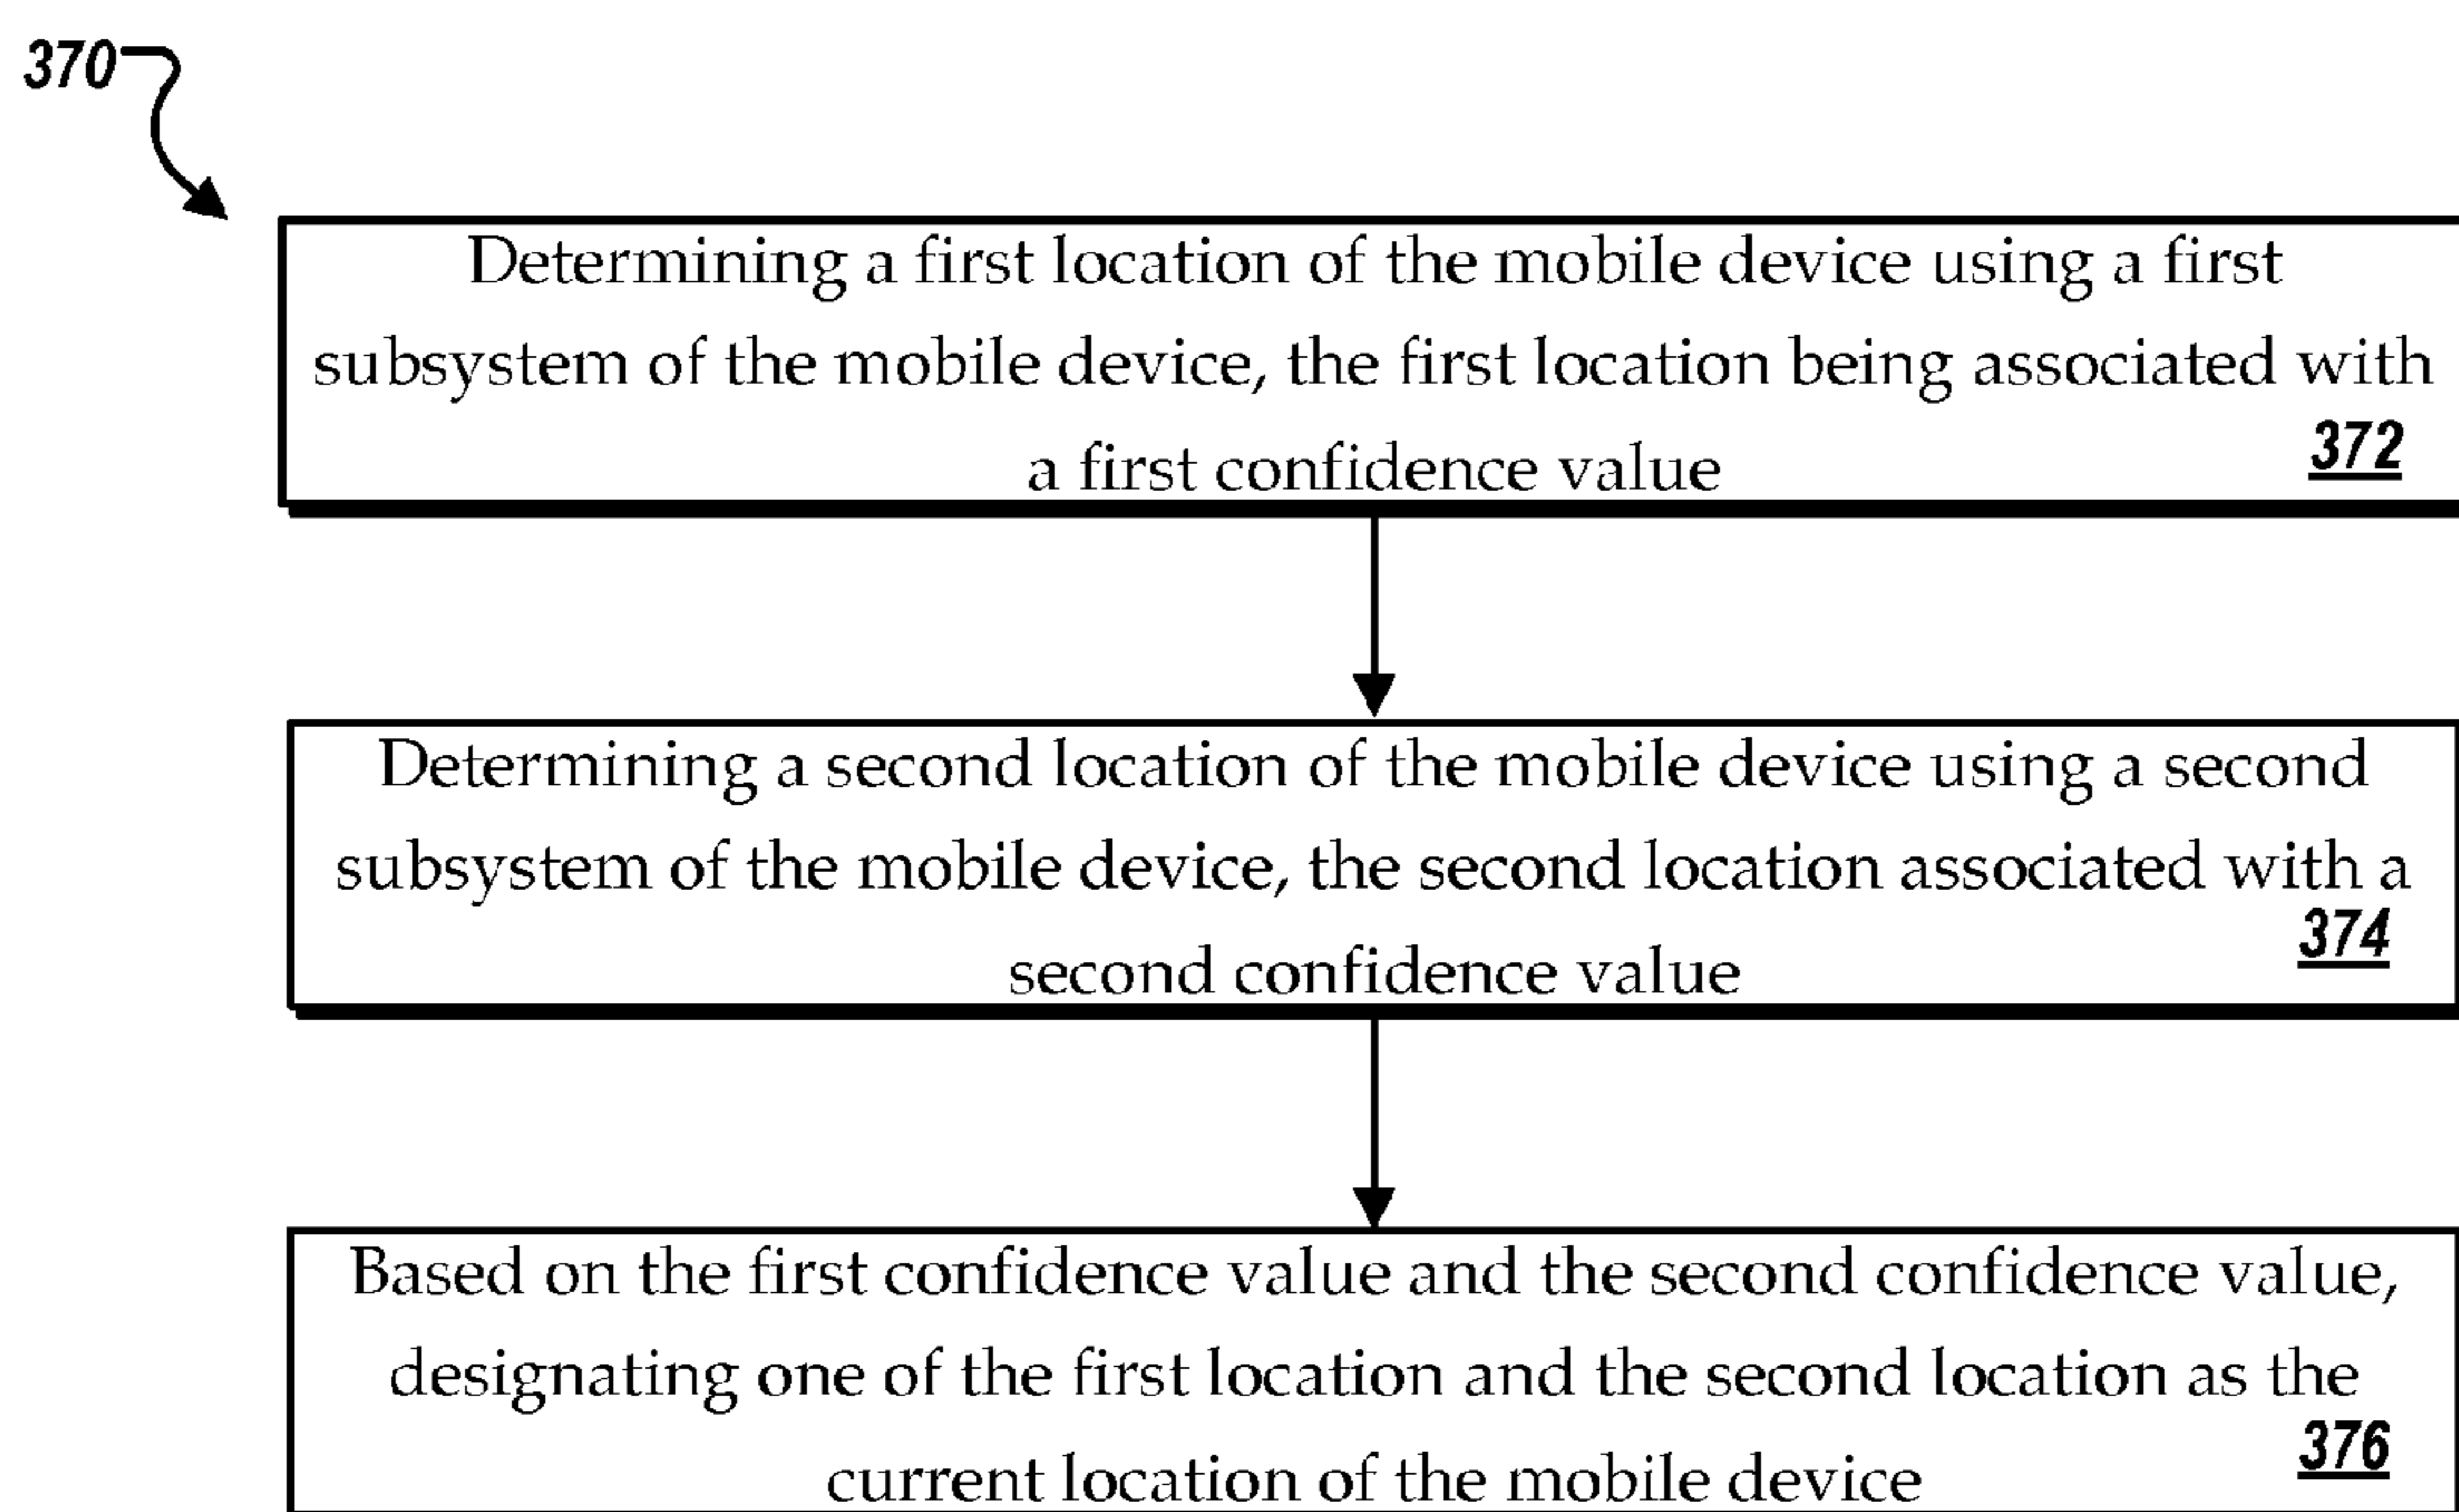 370
Determining a first location of the mobile device using a first
subsystem of the mobile device, the first location being associated with
a first confidence value
372
Determining a second location of the mobile device using a second
subsystem of the mobile device, the second location associated with a
374
second confidence value
Based on the first confidence value and the second confidence value,
designating one of the first location and the second location as the
current location of the mobile device
376